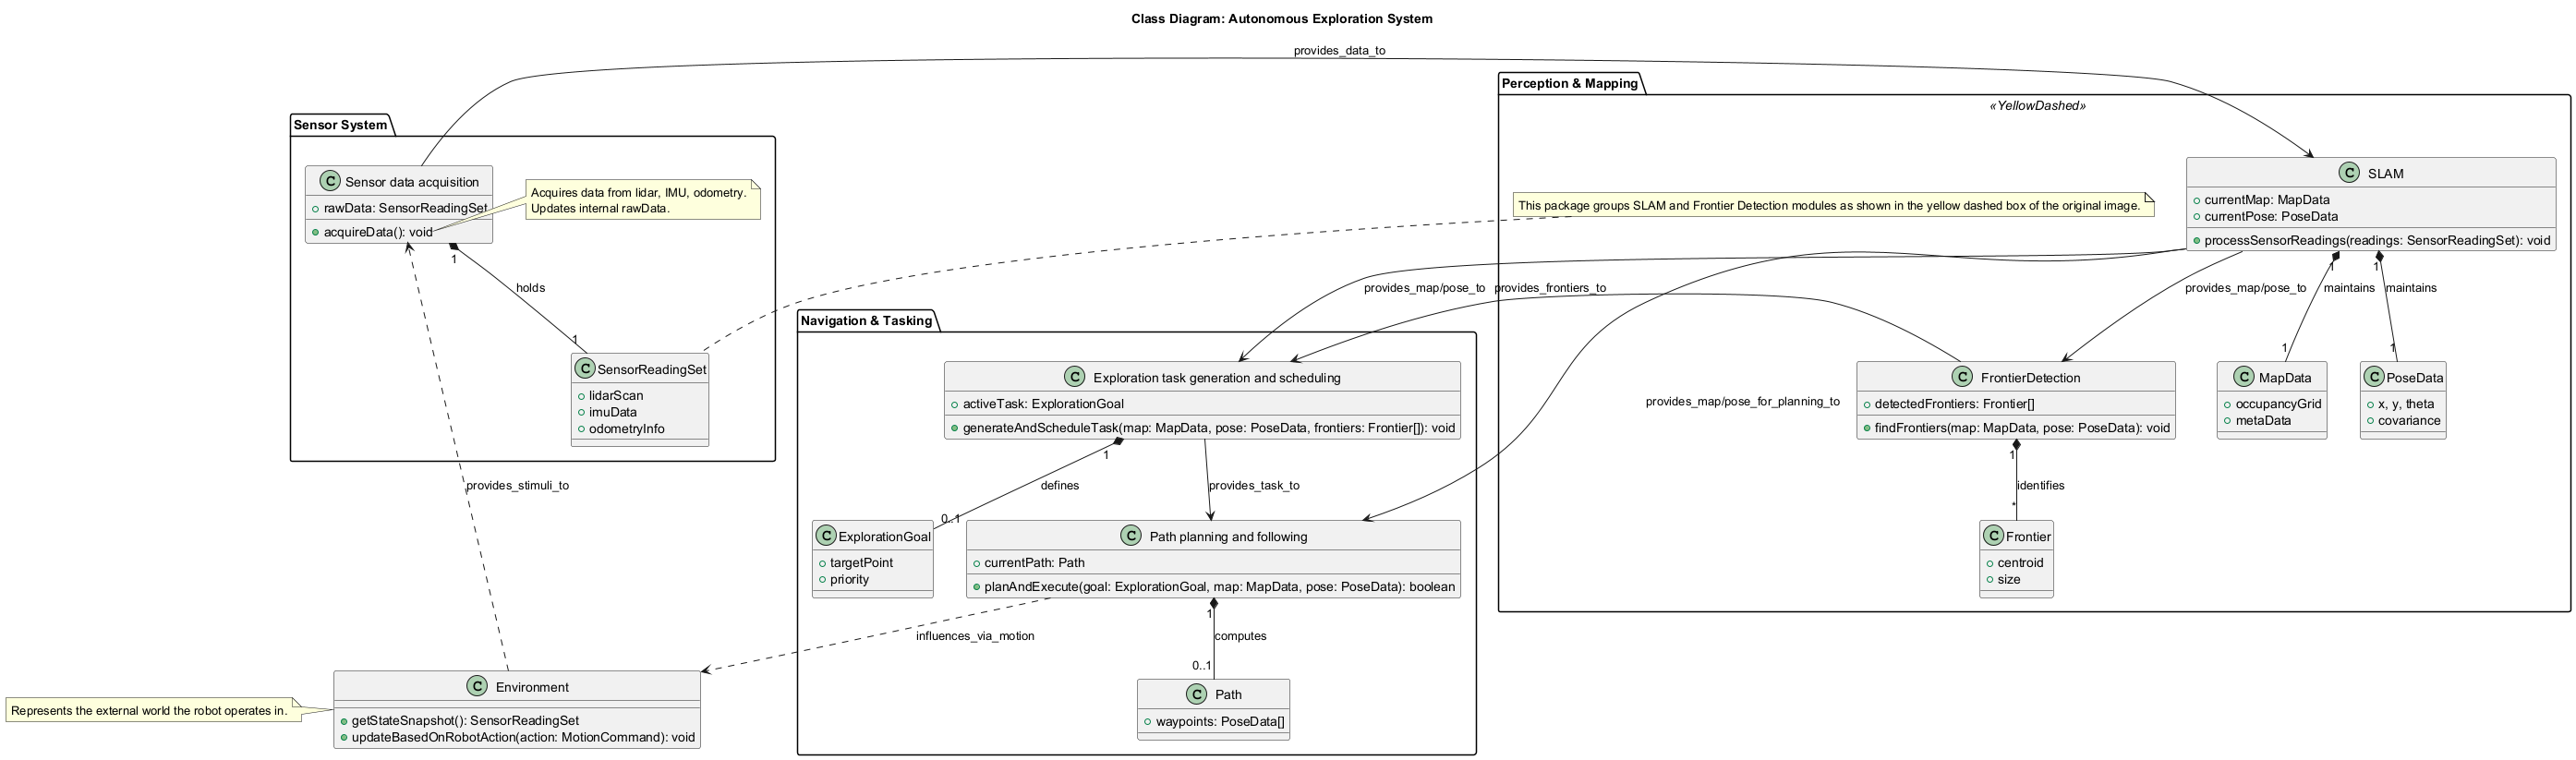 Class Diagram: Autonomous Exploration System
provides_data_to
Sensor System
C Sensor data acquisition
rawData: SensorReadingSet
acquireData(): void
Acquires data from lidar, IMU, odometry.
Updates internal rawData.
1
holds
1
C SensorReadingSet
lidarScan
imuData
odometryInfo
Perception & Mapping
«YellowDashed»
This package groups SLAM and Frontier Detection modules as shown in the yellow dashed box of the original image.
C SLAM
currentMap: MapData
currentPose: PoseData
processSensorReadings(readings: SensorReadingSet): void
1
1
provides_map/pose_to
provides_frontiers_to
provides_map/pose_to
maintains
maintains
1
1
provides_map/pose_for_planning_to
C FrontierDetection
detectedFrontiers: Frontier[]
findFrontiers(map: MapData, pose: PoseData): void
C MapData
occupancyGrid
metaData
C PoseData
x, y, theta
covariance
1
identifies
*
C Frontier
centroid
size
Navigation & Tasking
C Exploration task generation and scheduling
activeTask: ExplorationGoal
generateAndScheduleTask(map: MapData, pose: PoseData, frontiers: Frontier[]): void
1
defines
provides_task_to
0..1
C ExplorationGoal
targetPoint
priority
C Path planning and following
currentPath: Path
planAndExecute(goal: ExplorationGoal, map: MapData, pose: PoseData): boolean
1
computes
0..1
C Path
waypoints: PoseData[]
provides_stimuli_to
influences_via_motion
C Environment
getStateSnapshot(): SensorReadingSet
updateBasedOnRobotAction(action: MotionCommand): void
Represents the external world the robot operates in.